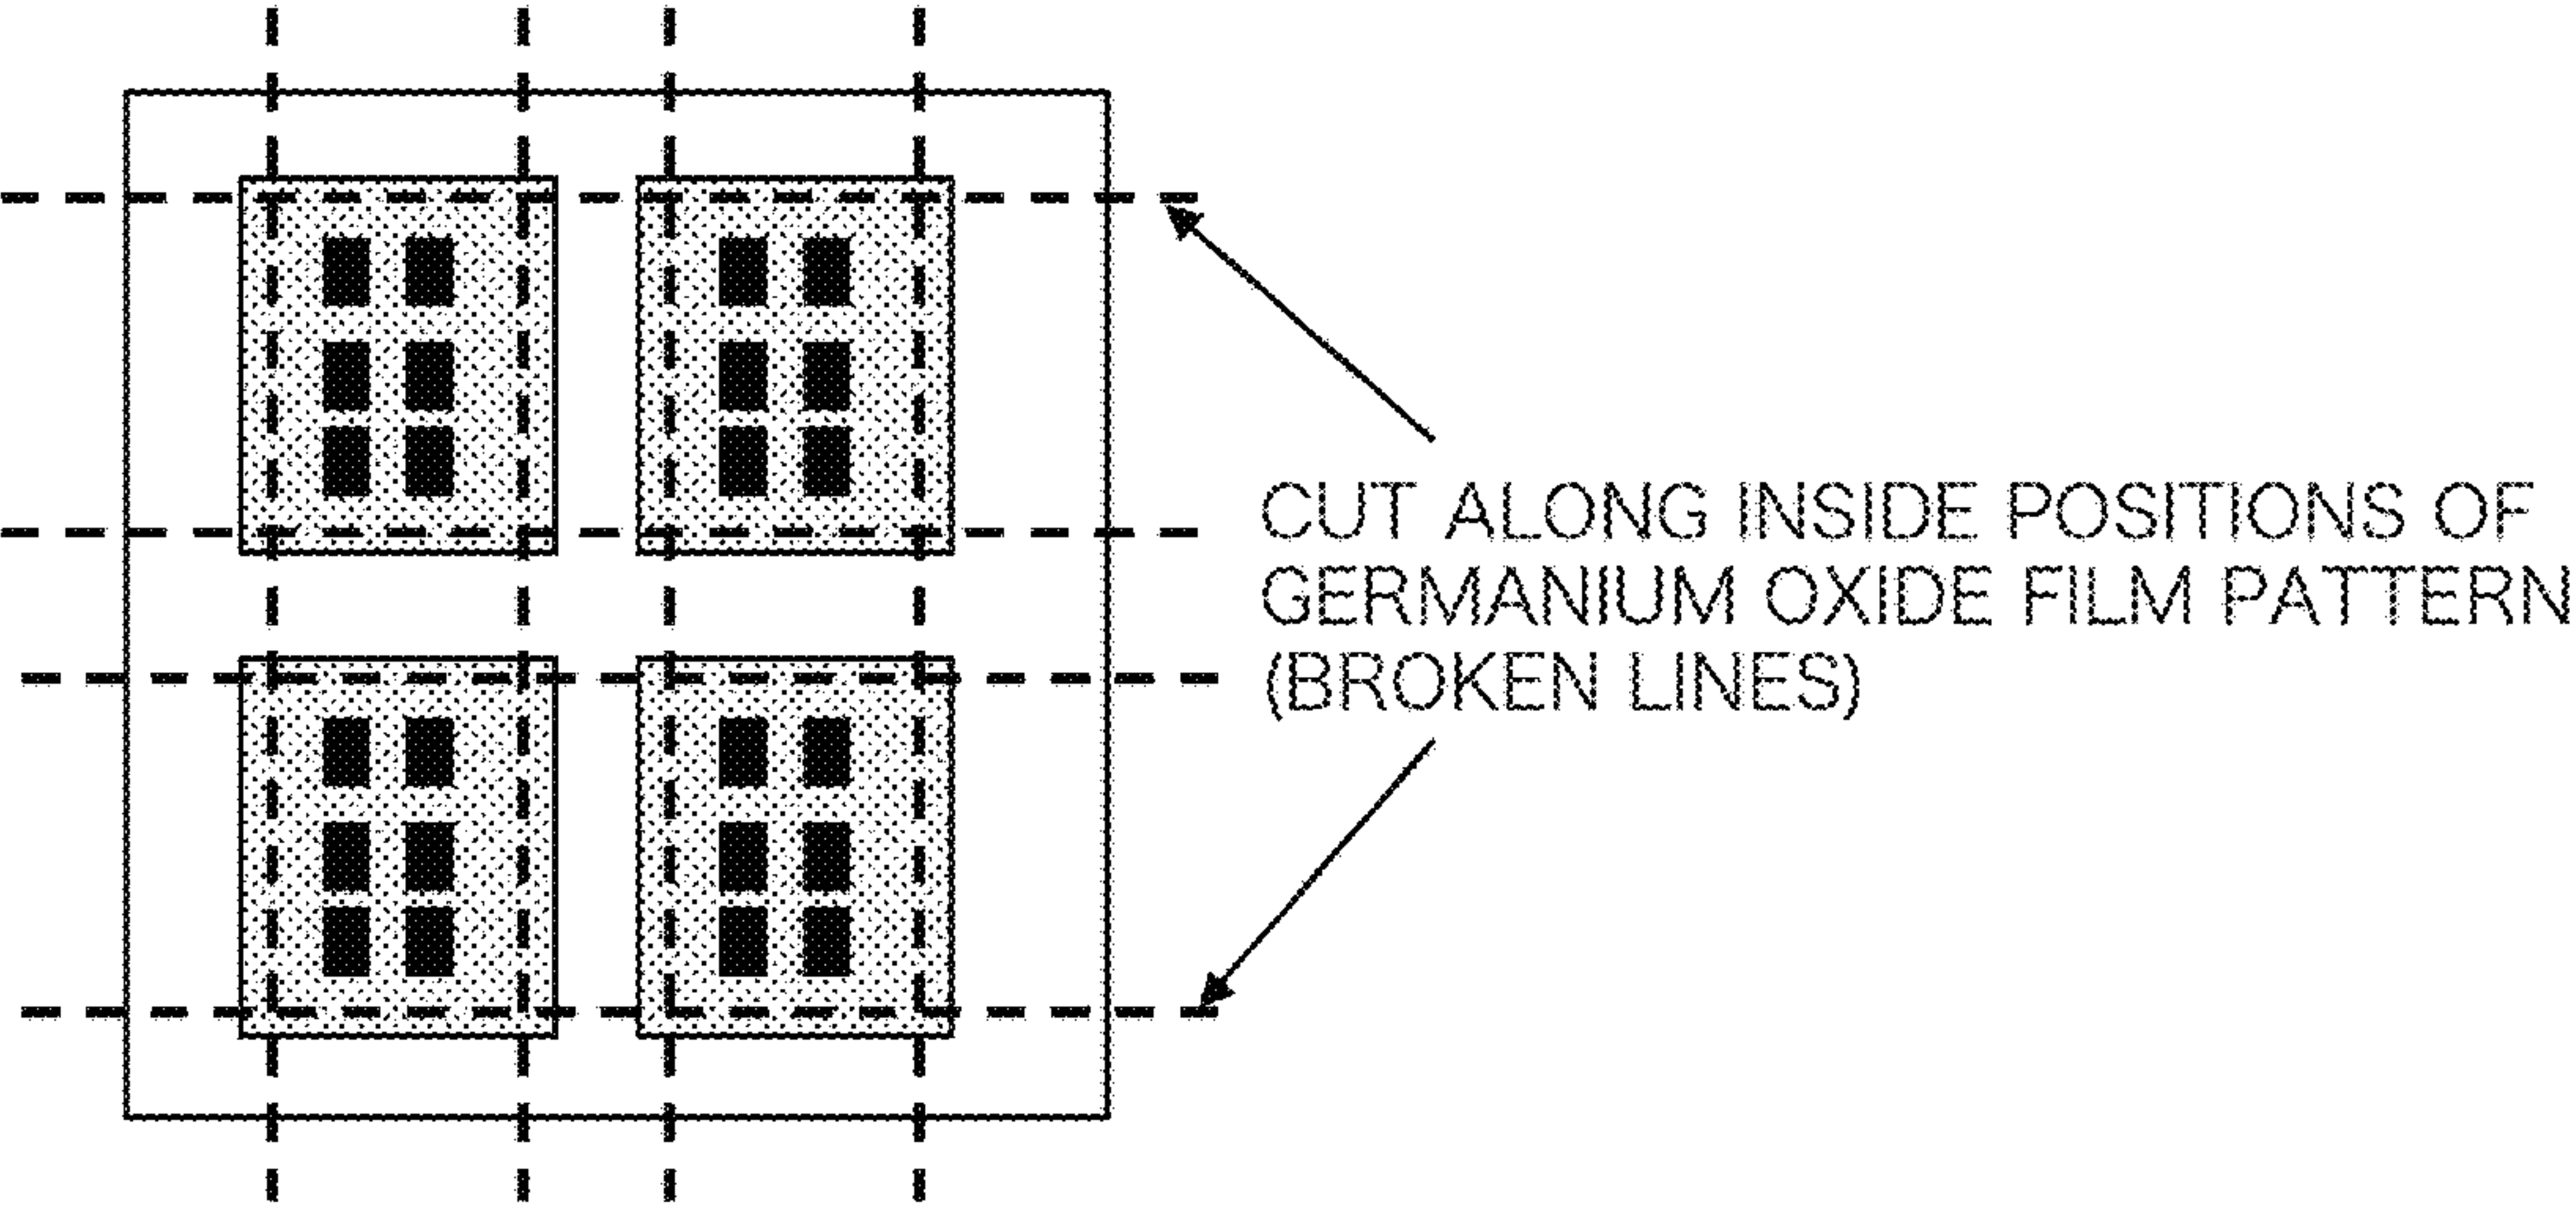 CUT ALONG INSIDE POSITIONS OF
GERMANIUM OXIDE FILM PATTERN
(BROKEN LINES)